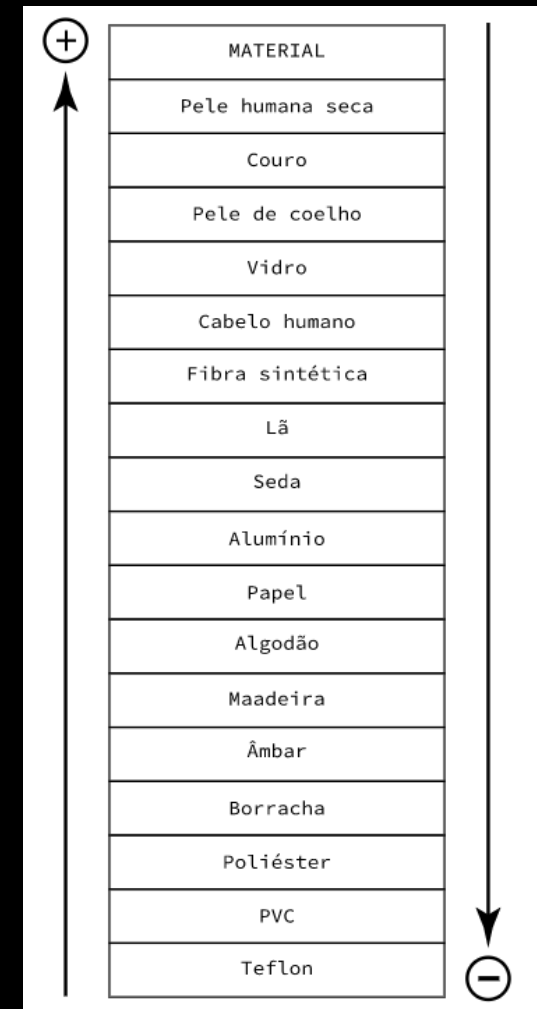 +
MATERIAL
Pele humana seca
Couro
Pele de coelho
Vidro
Cabelo humano
Fibra sintética
Lã
Seda
Alumínio
Papel
Algodão
Maadeira
Âmbar
Borracha
Poliéster
PVC
Teflon
−